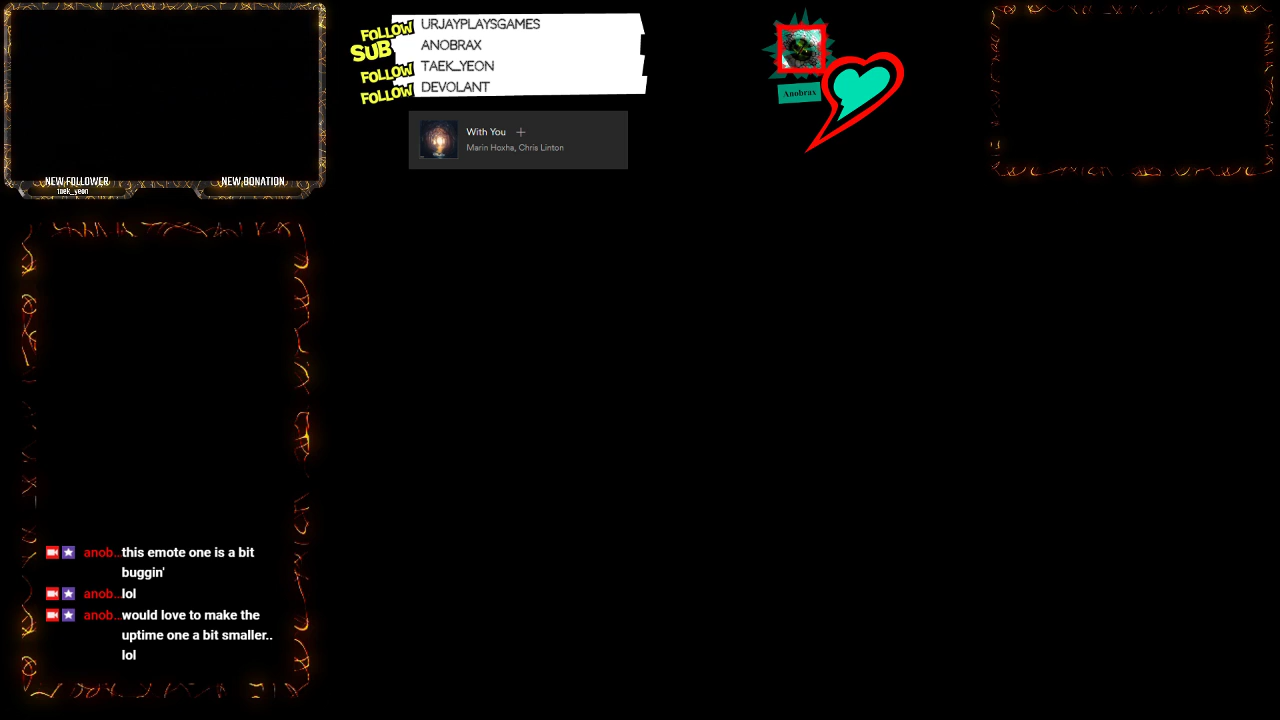 FOLLOW URJAYPLAYSGAMES
SUB ANOBRAX
FOLLOW TAEK_YEON
FOLLOW DEVOLANT
With You +
Marin Hoxha, Chris Linton
Anobrax
NEW FOLLOWER
taek_yeon
NEW DONATION
anob...this emote one is a bit
buggin'
anob...lol
anob...would love to make the
uptime one a bit smaller..
lol